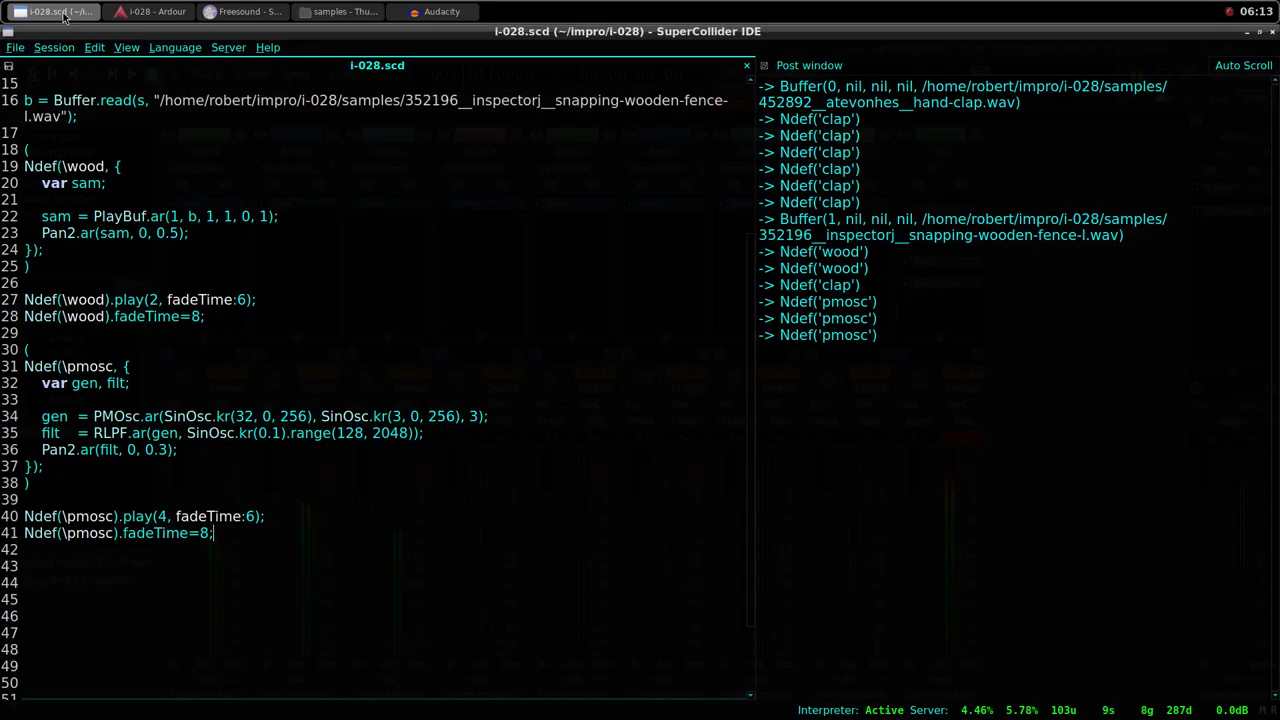 i-028.scd (~/i...
i-028 - Ardour
Freesound - S...
samples - Thu...
Audacity
06:13
i-028.scd (~/impro/i-028) - SuperCollider IDE
File Session Edit View Language Server Help
i-028.scd
Post window
Auto Scroll
15
16 b = Buffer.read(s, "/home/robert/impro/i-028/samples/352196__inspectorj__snapping-wooden-fence-
l.wav");
17
18 (
19 Ndef(\wood, {
20 var sam;
21
22 sam = PlayBuf.ar(1, b, 1, 1, 0, 1);
23 Pan2.ar(sam, 0, 0.5);
24 });
25 )
26
27 Ndef(\wood).play(2, fadeTime:6);
28 Ndef(\wood).fadeTime=8;
29
30 (
31 Ndef(\pmosc, {
32 var gen, filt;
33
34 gen = PMOsc.ar(SinOsc.kr(32, 0, 256), SinOsc.kr(3, 0, 256), 3);
35 filt = RLPF.ar(gen, SinOsc.kr(0.1).range(128, 2048));
36 Pan2.ar(filt, 0, 0.3);
37 });
38 )
39
40 Ndef(\pmosc).play(4, fadeTime:6);
41 Ndef(\pmosc).fadeTime=8;
42
43
44
45
46
47
48
49
50
51
-> Buffer(0, nil, nil, nil, /home/robert/impro/i-028/samples/
452892__atevonhes__hand-clap.wav)
-> Ndef('clap')
-> Ndef('clap')
-> Ndef('clap')
-> Ndef('clap')
-> Ndef('clap')
-> Ndef('clap')
-> Buffer(1, nil, nil, nil, /home/robert/impro/i-028/samples/
352196__inspectorj__snapping-wooden-fence-l.wav)
-> Ndef('wood')
-> Ndef('wood')
-> Ndef('clap')
-> Ndef('pmosc')
-> Ndef('pmosc')
-> Ndef('pmosc')
Interpreter: Active Server: 4.46% 5.78% 103u 9s 8g 287d 0.0dB M R